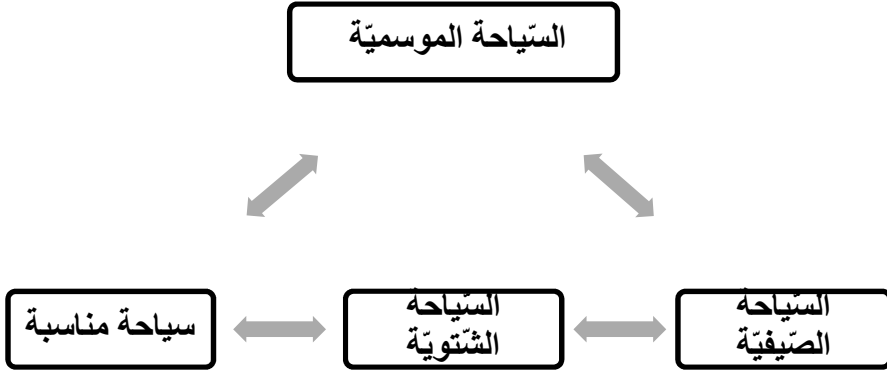 السّياحة الموسميّة
السّياحة
الصّيفيّة
السّياحة
الشّتويّة
سياحة مناسبة